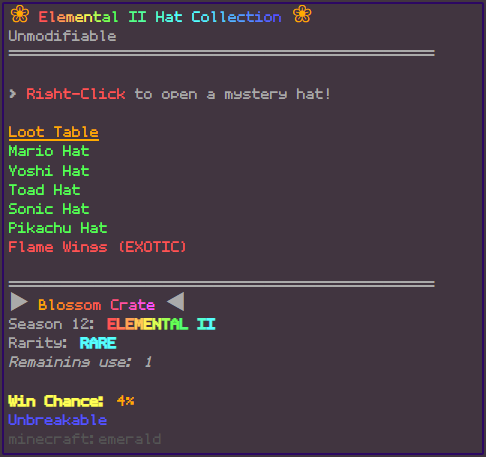 ❀ Elemental II Hat Collection ❀
Unmodifiable
> Right-Click to open a mystery hat!
Loot Table
Mario Hat
Yoshi Hat
Toad Hat
Sonic Hat
Pikachu Hat
Flame Wings (EXOTIC)
▶ Blossom Crate ◀
Season 12: ELEMENTAL II
Rarity: RARE
Remaining use: 1
Win Chance: 4%
Unbreakable
minecraft:emerald